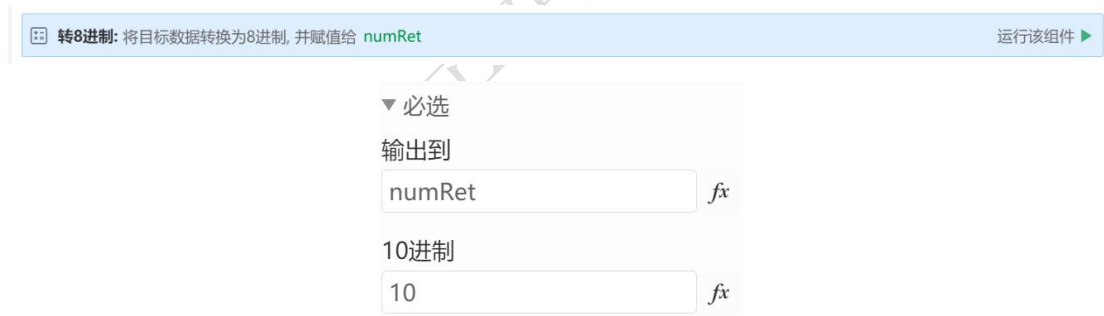 转8进制: 将目标数据转换为8进制, 并赋值给 numRet 运行该组件
必选
输出到
numRet fx
10进制
10 fx